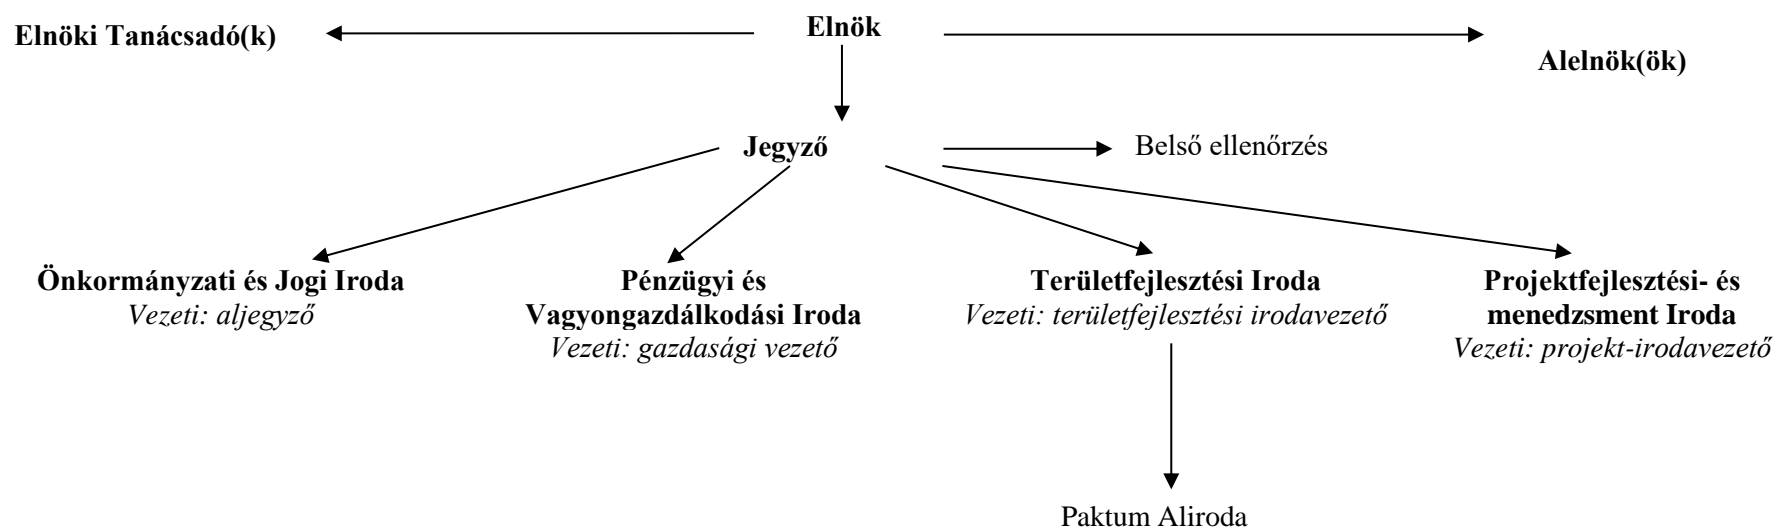 Elnöki Tanácsadó(k)
Elnök
Alelnök(ök)
Jegyző
Belső ellenőrzés
Önkormányzati és Jogi Iroda
Vezeti: aljegyző
Pénzügyi és
Vagyongazdálkodási Iroda
Vezeti: gazdasági vezető
Területfejlesztési Iroda
Vezeti: területfejlesztési irodavezető
Projektfejlesztési- és
menedzsment Iroda
Vezeti: projekt-irodavezető
Paktum Aliroda